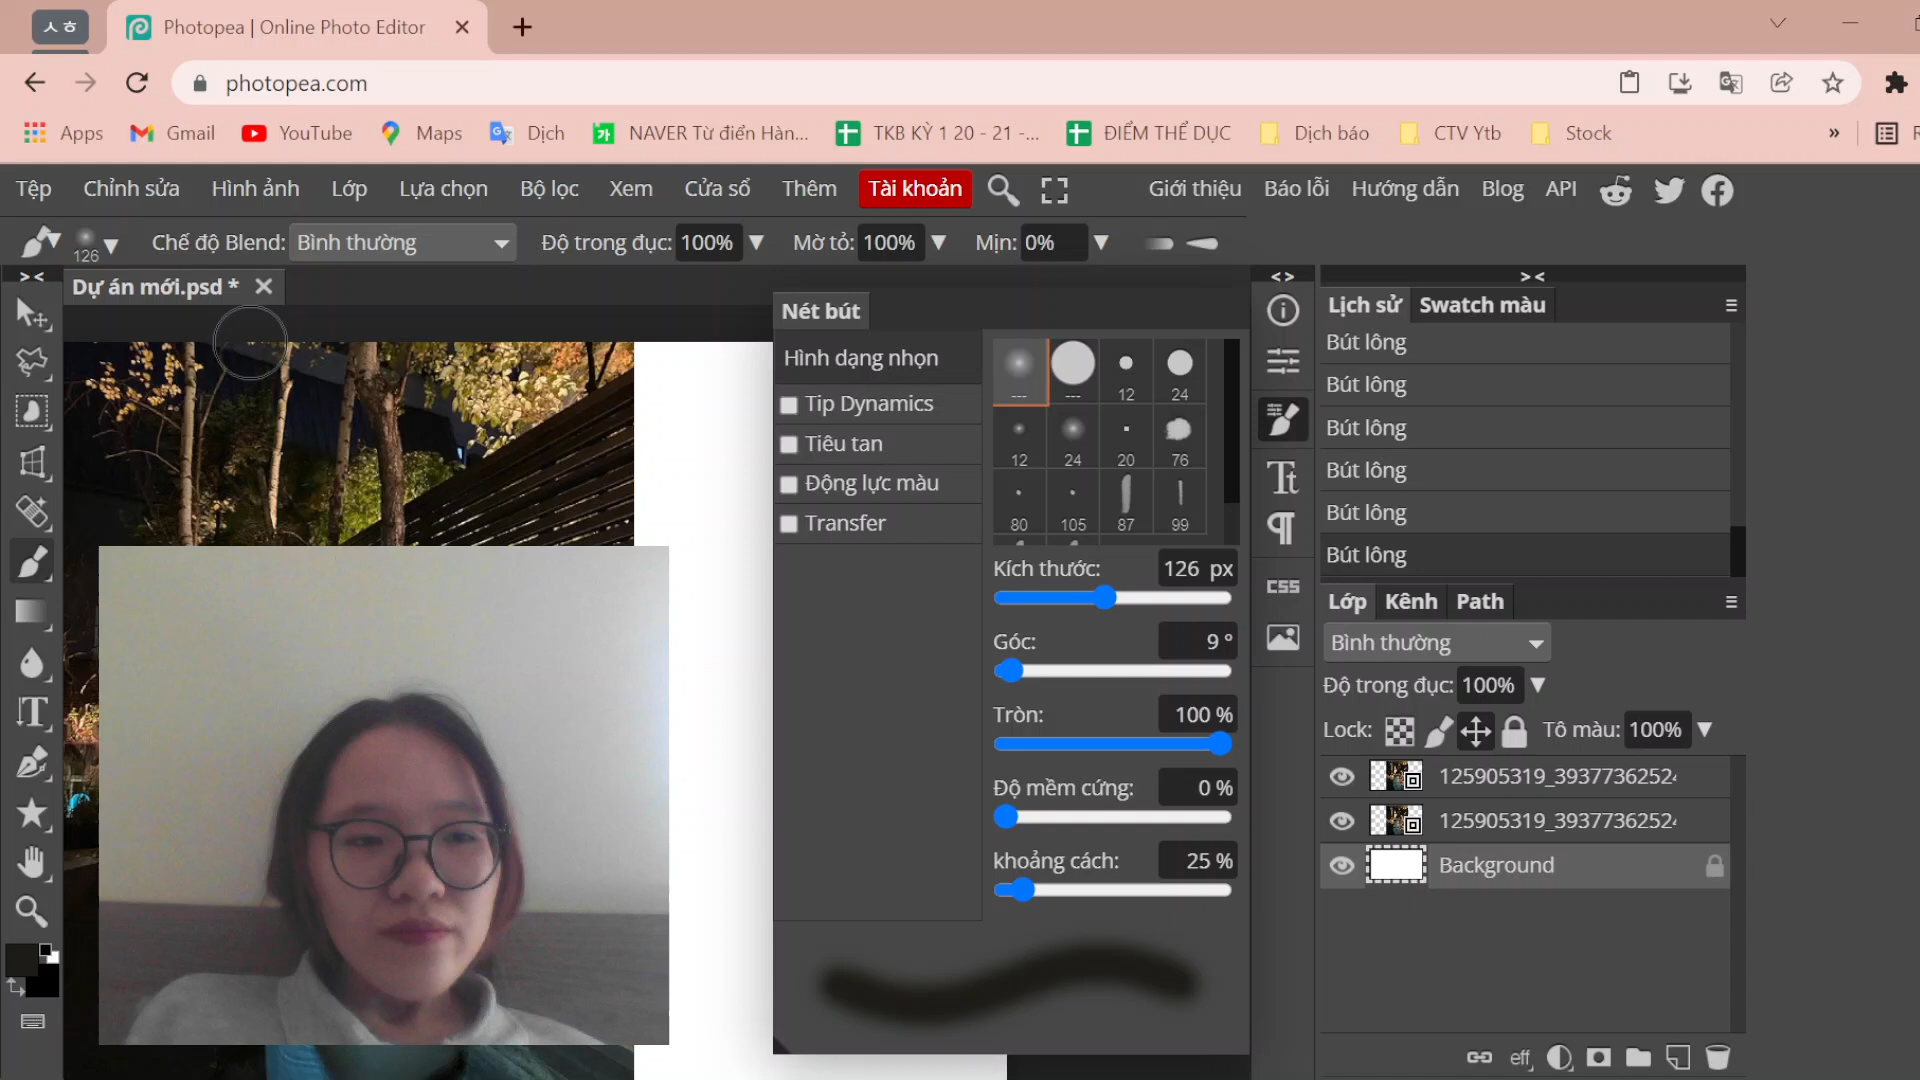 ㅅㅎ
Photopea | Online Photo Editor
photopea.com
Apps Gmail YouTube Maps Dịch NAVER Từ điển Hàn... TKB KỲ 1 20 - 21 -... ĐIỂM THỂ DỤC Dịch báo CTV Ytb Stock »
Tệp Chỉnh sửa Hình ảnh Lớp Lựa chọn Bộ lọc Xem Cửa sổ Thêm Tài khoản Giới thiệu Báo lỗi Hướng dẫn Blog API
126 Chế độ Blend: Bình thường Độ trong đục: 100% Mờ tỏ: 100% Mịn: 0%
Dự án mới.psd *
Nét bút
Hình dạng nhọn
Tip Dynamics
Tiêu tan
Động lực màu
Transfer
--- --- 12 24
12 24 20 76
80 105 87 99
Kích thước: 126 px
Góc: 9 °
Tròn: 100 %
Độ mềm cứng: 0 %
khoảng cách: 25 %
CSS
Lịch sử Swatch màu
Bút lông
Bút lông
Bút lông
Bút lông
Bút lông
Bút lông
Lớp Kênh Path
Bình thường
Độ trong đục: 100%
Lock: Tô màu: 100%
125905319_39377362524
125905319_39377362524
Background
eff